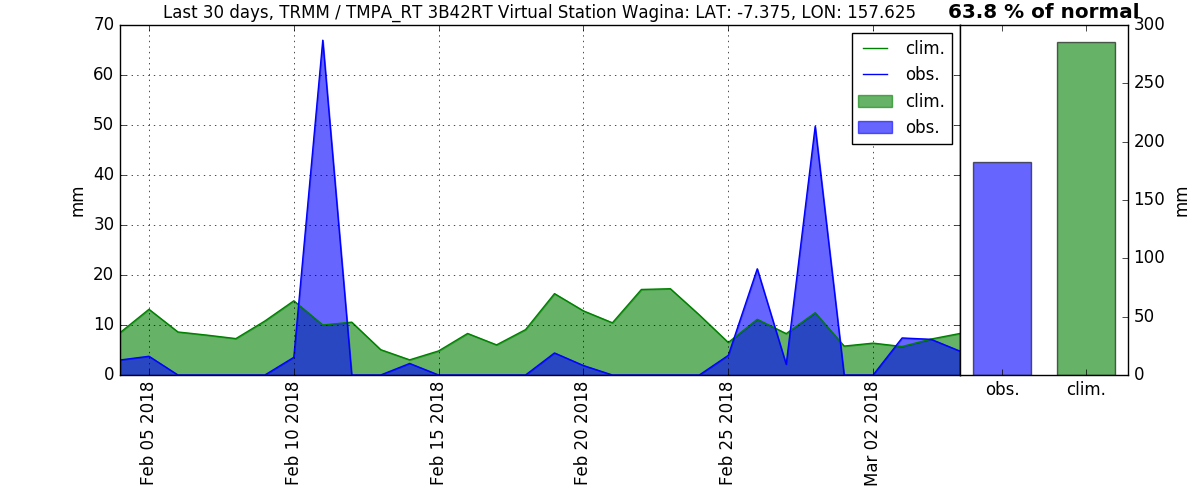 Last 30 days, TRMM / TMPA_RT 3B42RT Virtual Station Wagina: LAT: -7.375, LON: 157.625
63.8 % of normal
70
60
50
40
30
20
10
0
mm
clim.
obs.
clim.
obs.
Feb 05 2018
Feb 10 2018
Feb 15 2018
Feb 20 2018
Feb 25 2018
Mar 02 2018
300
250
200
150
100
50
0
mm
obs.
clim.